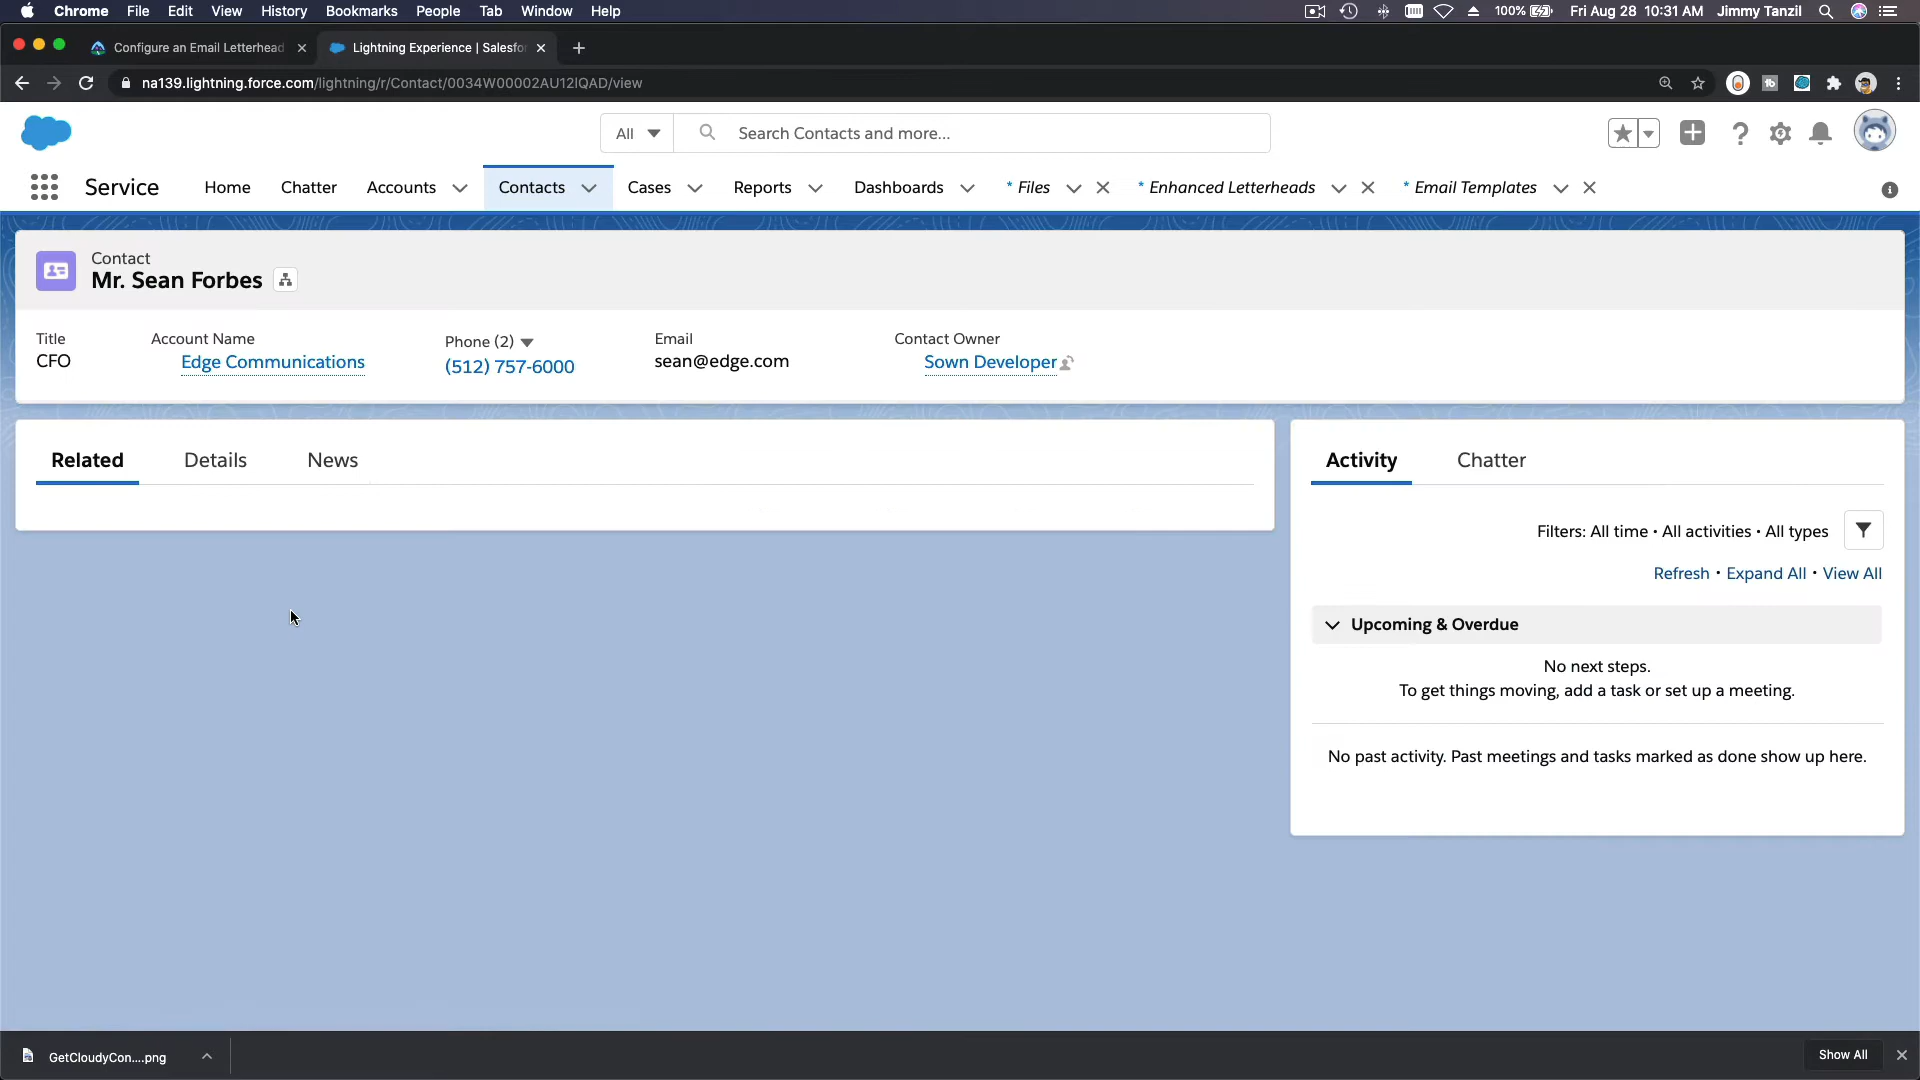 Chrome File Edit View History Bookmarks People Tab Window Help 100% Fri Aug 28 10:31 AM Jimmy Tanzil
Configure an Email Letterhead Lightning Experience | Salesfo
na139.lightning.force.com/lightning/r/Contact/0034W00002AU12lQAD/view
All Search Contacts and more...
Service Home Chatter Accounts Contacts Cases Reports Dashboards * Files * Enhanced Letterheads * Email Templates
Contact
Mr. Sean Forbes
Title Account Name Phone (2) Email Contact Owner
CFO Edge Communications (512) 757-6000 sean@edge.com Sown Developer
Related Details News
Activity Chatter
Filters: All time • All activities • All types
Refresh • Expand All • View All
Upcoming & Overdue
No next steps.
To get things moving, add a task or set up a meeting.
No past activity. Past meetings and tasks marked as done show up here.
GetCloudyCon....png Show All